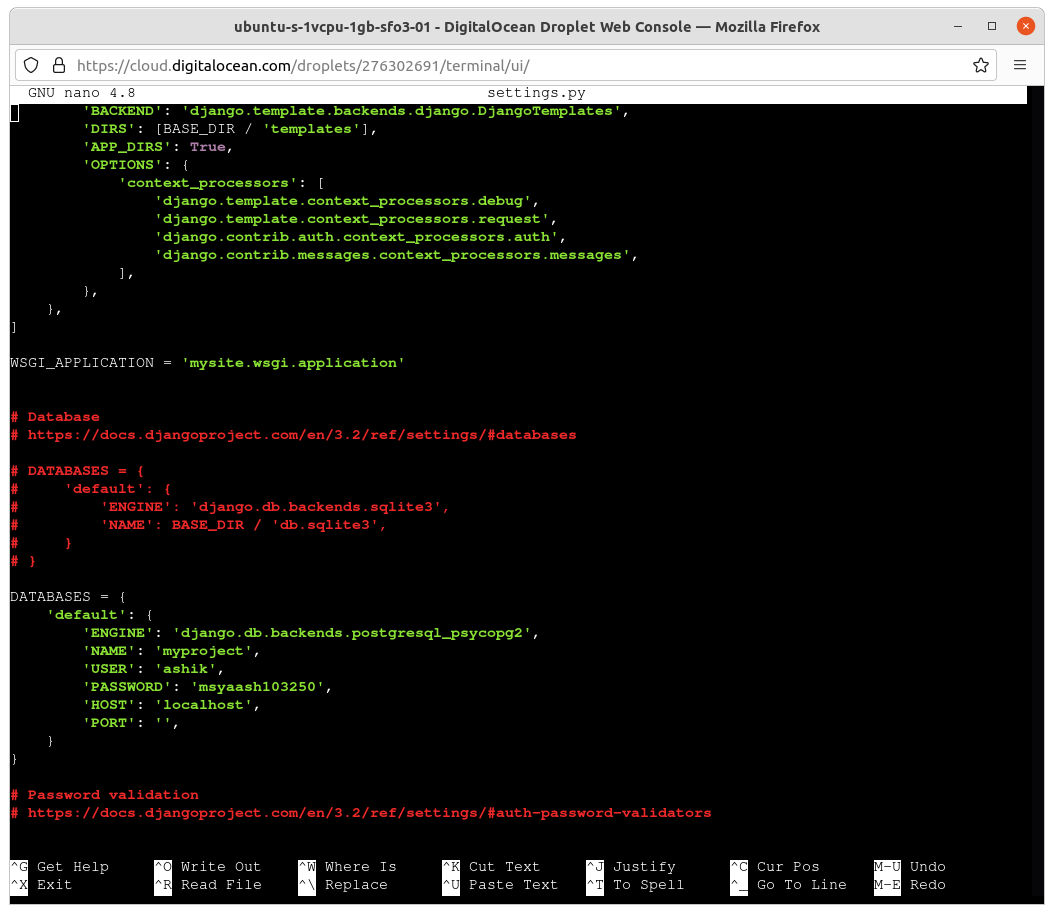 ubuntu-s-1vcpu-1gb-sfo3-01 - DigitalOcean Droplet Web Console — Mozilla Firefox
https://cloud.digitalocean.com/droplets/276302691/terminal/ui/
GNU nano 4.8 settings.py
'BACKEND': 'django.template.backends.django.DjangoTemplates',
'DIRS': [BASE_DIR / 'templates'],
'APP_DIRS': True,
'OPTIONS': {
'context_processors': [
'django.template.context_processors.debug',
'django.template.context_processors.request',
'django.contrib.auth.context_processors.auth',
'django.contrib.messages.context_processors.messages',
],
},
},
]
WSGI_APPLICATION = 'mysite.wsgi.application'
# Database
# https://docs.djangoproject.com/en/3.2/ref/settings/#databases
# DATABASES = {
#     'default': {
#         'ENGINE': 'django.db.backends.sqlite3',
#         'NAME': BASE_DIR / 'db.sqlite3',
#     }
# }
DATABASES = {
'default': {
'ENGINE': 'django.db.backends.postgresql_psycopg2',
'NAME': 'myproject',
'USER': 'ashik',
'PASSWORD': 'msyaash103250',
'HOST': 'localhost',
'PORT': '',
}
}
# Password validation
# https://docs.djangoproject.com/en/3.2/ref/settings/#auth-password-validators
^G Get Help ^O Write Out ^W Where Is ^K Cut Text ^J Justify ^C Cur Pos M-U Undo
^X Exit ^R Read File ^\ Replace ^U Paste Text ^T To Spell ^_ Go To Line M-E Redo